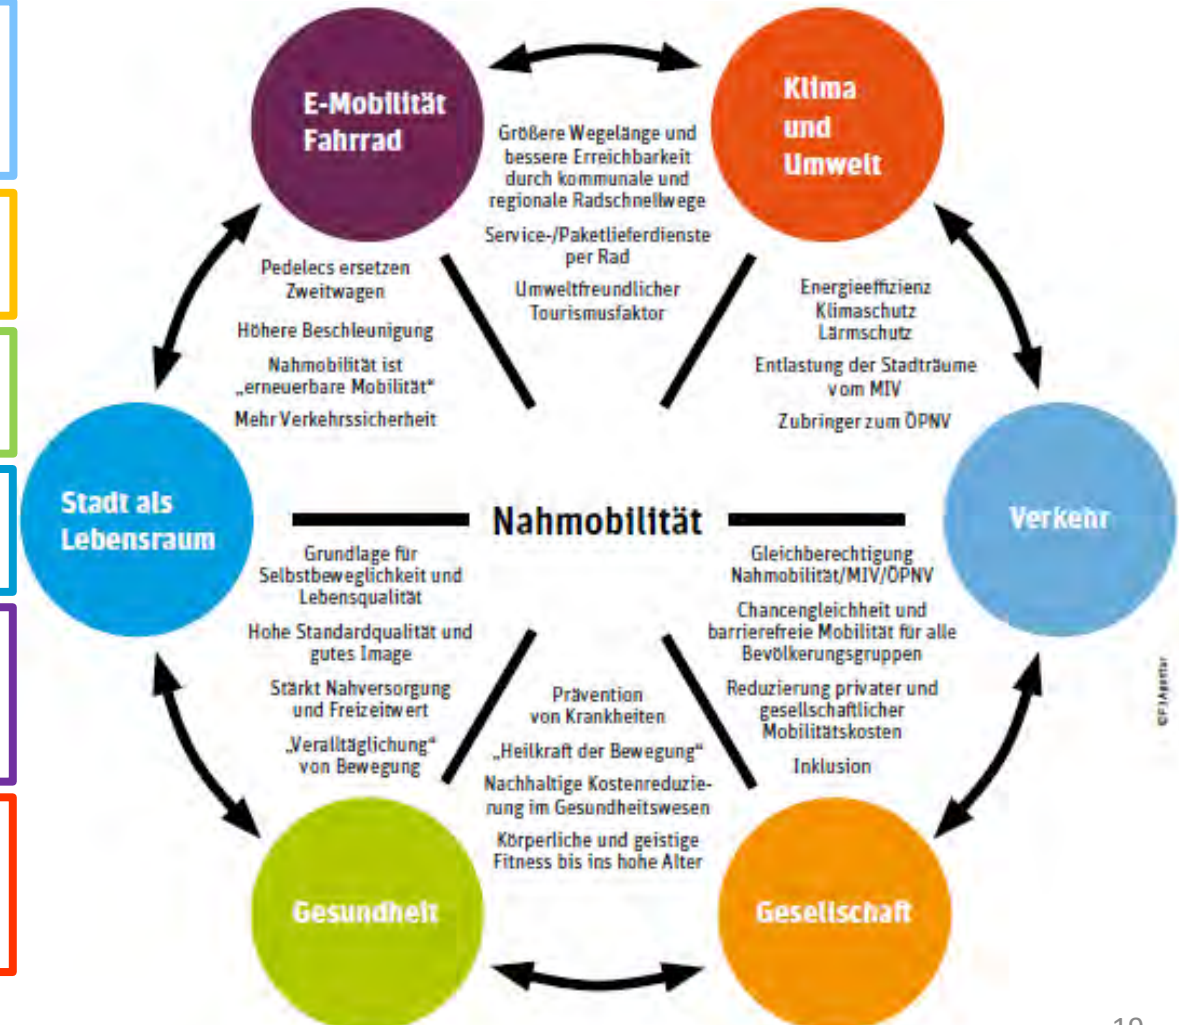 E-Mobilität
Fahrrad
Klima
und
Umwelt
Größere Wegelänge und
bessere Erreichbarkeit
durch kommunale und
regionale Radschnellwege
Service-/Paketlieferdienste
per Rad
Umweltfreundlicher
Tourismusfaktor
Pedelecs ersetzen
Zweitwagen
Höhere Beschleunigung
Nahmobilität ist
„erneuerbare Mobilität“
Mehr Verkehrssicherheit
Energieeffizienz
Klimaschutz
Lärmschutz
Entlastung der Stadträume
vom MIV
Zubringer zum ÖPNV
Stadt als
Lebensraum
Nahmobilität
Verkehr
Grundlage für
Selbstbeweglichkeit und
Lebensqualität
Hohe Standardqualität und
gutes Image
Stärkt Nahversorgung
und Freizeitwert
„Veralltäglichung“
von Bewegung
Gleichberechtigung
Nahmobilität/MIV/ÖPNV
Chancengleichheit und
barrierefreie Mobilität für alle
Bevölkerungsgruppen
Reduzierung privater und
gesellschaftlicher
Mobilitätskosten
Inklusion
Prävention
von Krankheiten
„Heilkraft der Bewegung“
Nachhaltige Kostenreduzie-
rung im Gesundheitswesen
Körperliche und geistige
Fitness bis ins hohe Alter
Gesundheit
Gesellschaft